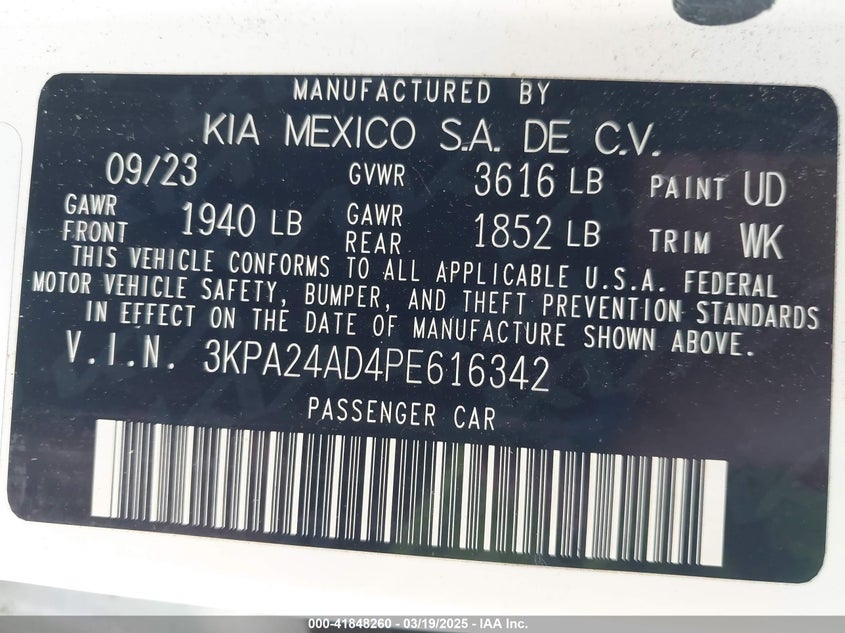 MANUFACTURED BY
KIA MEXICO S.A. DE C.V.
09/23 GVWR 3616 LB PAINT UD
GAWR FRONT 1940 LB GAWR REAR 1852 LB TRIM WK
THIS VEHICLE CONFORMS TO ALL APPLICABLE U.S.A. FEDERAL
MOTOR VEHICLE SAFETY, BUMPER, AND THEFT PREVENTION STANDARDS
IN EFFECT ON THE DATE OF MANUFACTURE SHOWN ABOVE.
V.I.N. 3KPA24AD4PE616342
PASSENGER CAR
000-41848260 - 03/19/2025 - IAA Inc.